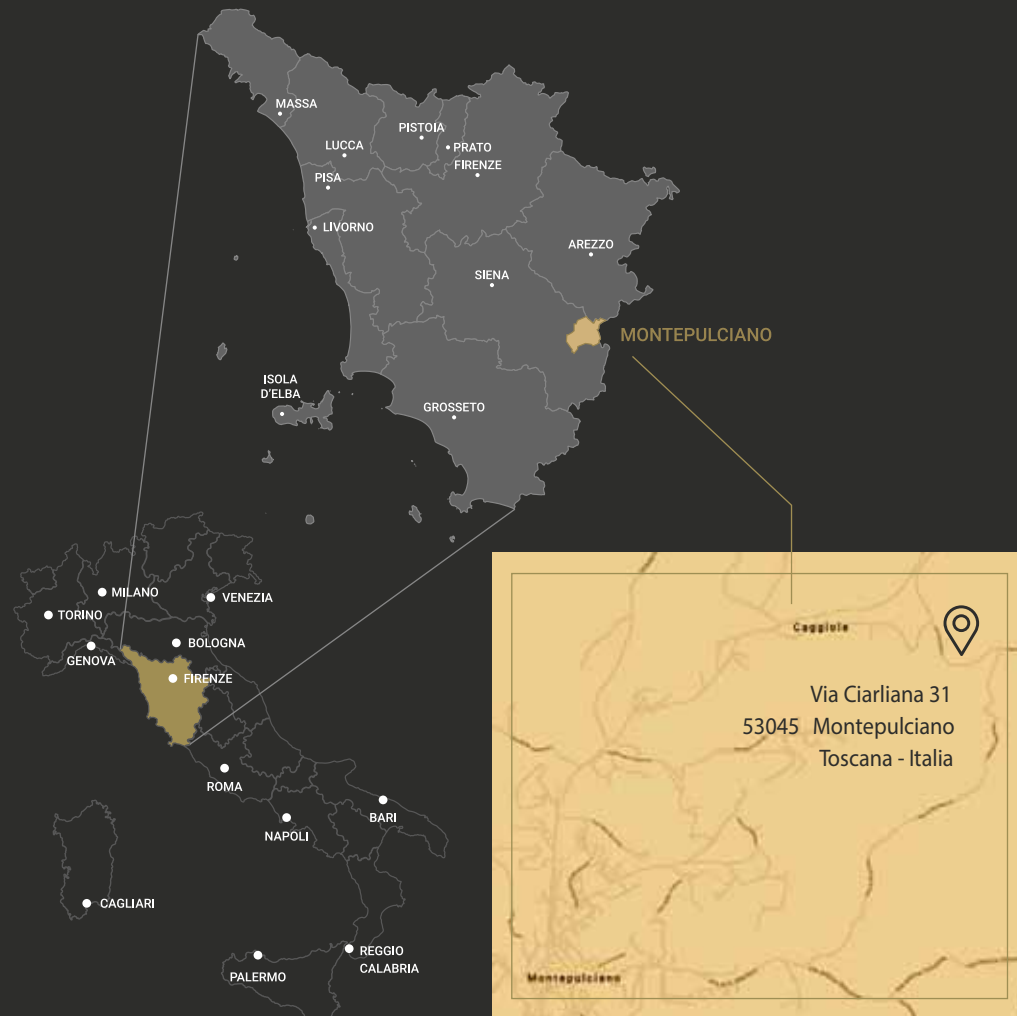 MASSA
PISTOIA
LUCCA
PRATO
FIRENZE
PISA
LIVORNO
AREZZO
SIENA
MONTEPULCIANO
ISOLA
D'ELBA
GROSSETO
MILANO
VENEZIA
TORINO
BOLOGNA
GENOVA
FIRENZE
ROMA
BARI
NAPOLI
CAGLIARI
REGGIO
CALABRIA
PALERMO
Caggiole
Via Ciarliana 31
53045 Montepulciano
Toscana - Italia
Montepulciano